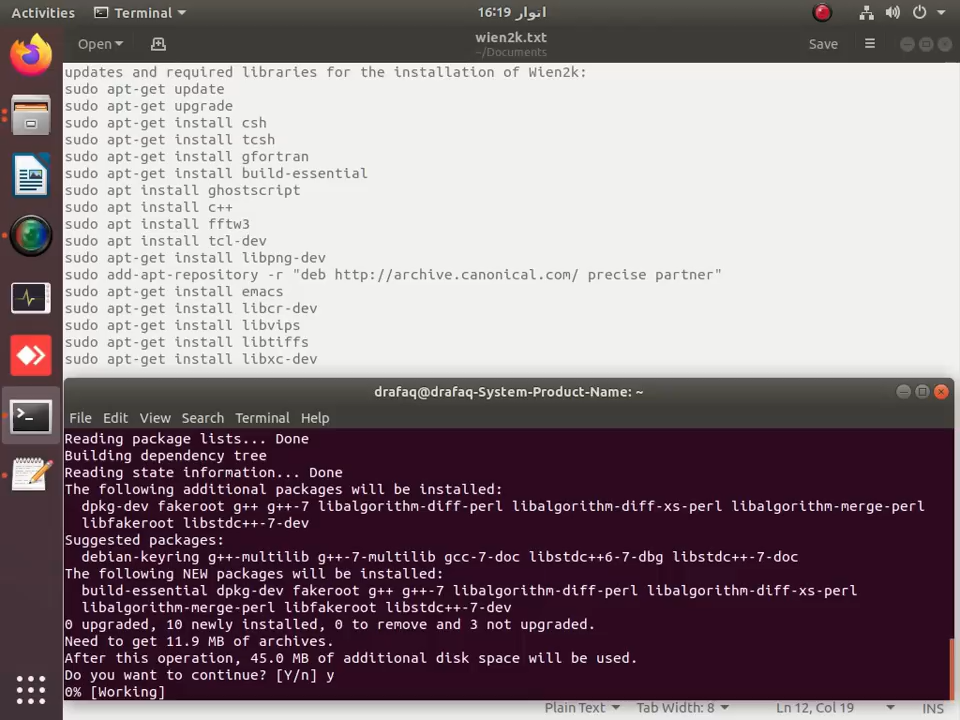 Activities
Terminal
16:19 اتوار
Open
wien2k.txt
~/Documents
Save
updates and required libraries for the installation of Wien2k:
sudo apt-get update
sudo apt-get upgrade
sudo apt-get install csh
sudo apt-get install tcsh
sudo apt-get install gfortran
sudo apt-get install build-essential
sudo apt install ghostscript
sudo apt install c++
sudo apt install fftw3
sudo apt install tcl-dev
sudo apt-get install libpng-dev
sudo add-apt-repository -r "deb http://archive.canonical.com/ precise partner"
sudo apt-get install emacs
sudo apt-get install libcr-dev
sudo apt-get install libvips
sudo apt-get install libtiffs
sudo apt-get install libxc-dev
drafaq@drafaq-System-Product-Name: ~
File Edit View Search Terminal Help
Reading package lists... Done
Building dependency tree
Reading state information... Done
The following additional packages will be installed:
dpkg-dev fakeroot g++ g++-7 libalgorithm-diff-perl libalgorithm-diff-xs-perl libalgorithm-merge-perl
libfakeroot libstdc++-7-dev
Suggested packages:
debian-keyring g++-multilib g++-7-multilib gcc-7-doc libstdc++6-7-dbg libstdc++-7-doc
The following NEW packages will be installed:
build-essential dpkg-dev fakeroot g++ g++-7 libalgorithm-diff-perl libalgorithm-diff-xs-perl
libalgorithm-merge-perl libfakeroot libstdc++-7-dev
0 upgraded, 10 newly installed, 0 to remove and 3 not upgraded.
Need to get 11.9 MB of archives.
After this operation, 45.0 MB of additional disk space will be used.
Do you want to continue? [Y/n] y
0% [Working]
Plain Text
Tab Width: 8
Ln 12, Col 19
INS